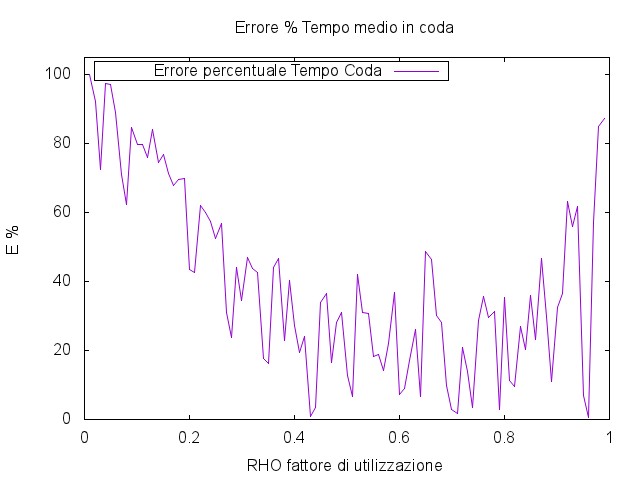 Errore % Tempo medio in coda
Errore percentuale Tempo Coda
100
80
60
40
20
0
E %
0 0.2 0.4 0.6 0.8 1
RHO fattore di utilizzazione